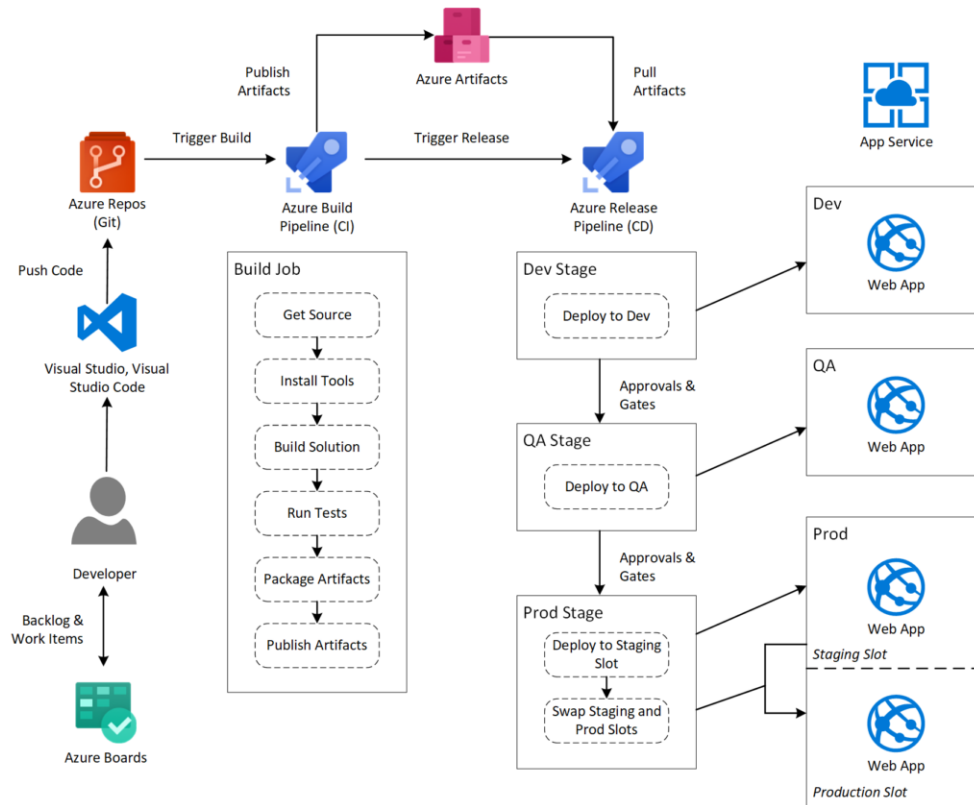 Publish
Artifacts
Azure Artifacts
Pull
Artifacts
App Service
Trigger Build
Trigger Release
Azure Repos
(Git)
Azure Build
Pipeline (CI)
Azure Release
Pipeline (CD)
Push Code
Visual Studio, Visual
Studio Code
Developer
Backlog &
Work Items
Azure Boards
Build Job
Get Source
Install Tools
Build Solution
Run Tests
Package Artifacts
Publish Artifacts
Dev Stage
Deploy to Dev
Approvals &
Gates
QA Stage
Deploy to QA
Approvals &
Gates
Prod Stage
Deploy to Staging
Slot
Swap Staging and
Prod Slots
Dev
Web App
QA
Web App
Prod
Web App
Staging Slot
Web App
Production Slot